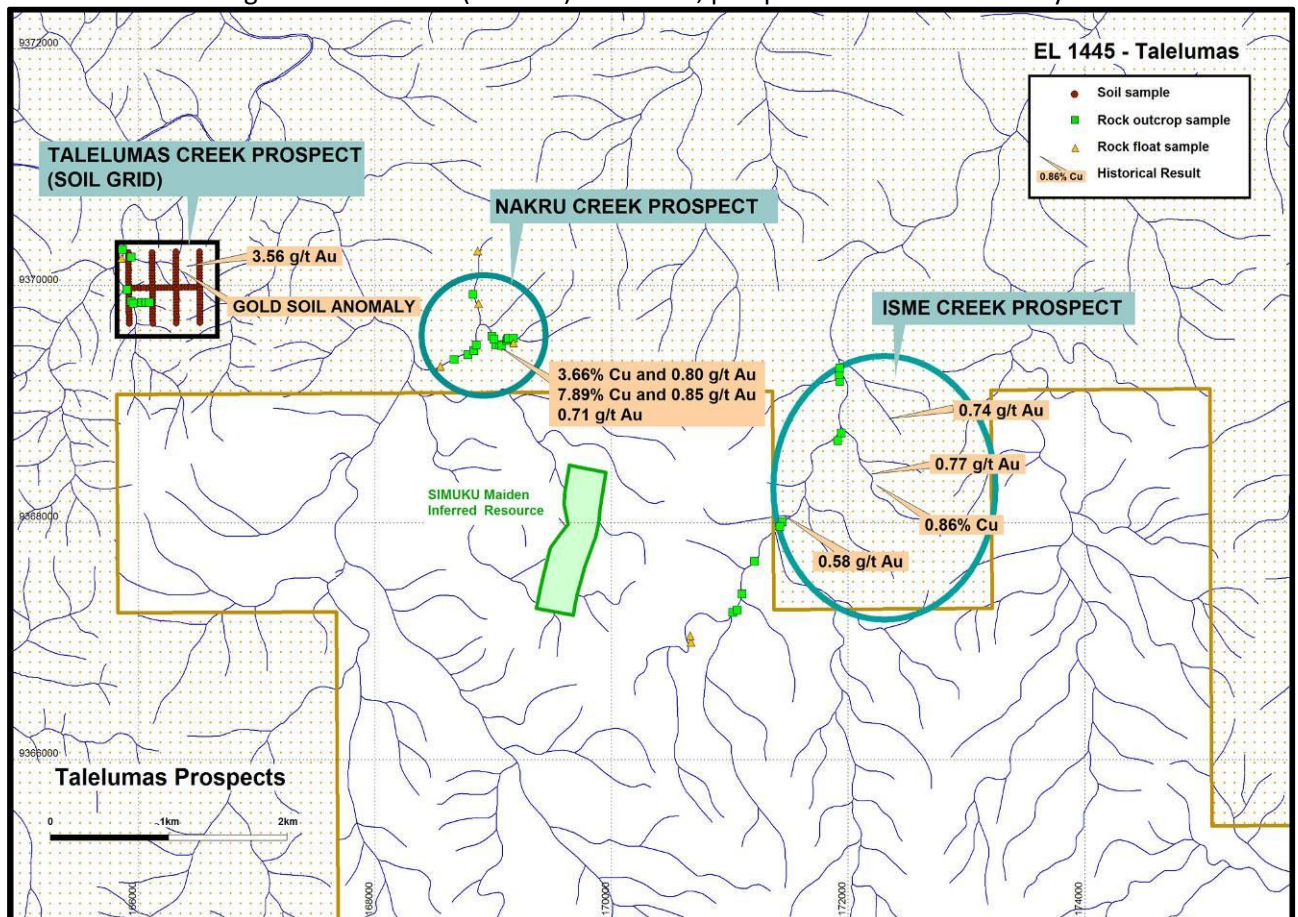 9372000
EL 1445 - Talelumas
Soil sample
Rock outcrop sample
Rock float sample
0.86% Cu
Historical Result
TALELUMAS CREEK PROSPECT
(SOIL GRID)
NAKRU CREEK PROSPECT
3.56 g/t Au
9370000
GOLD SOIL ANOMALY
ISME CREEK PROSPECT
3.66% Cu and 0.80 g/t Au
7.89% Cu and 0.85 g/t Au
0.71 g/t Au
0.74 g/t Au
0.77 g/t Au
SIMUKU Maiden
Inferred Resource
9368000
0.86% Cu
0.58 g/t Au
9366000
Talelumas Prospects
0 1km 2km
166000
168000
170000
172000
174000